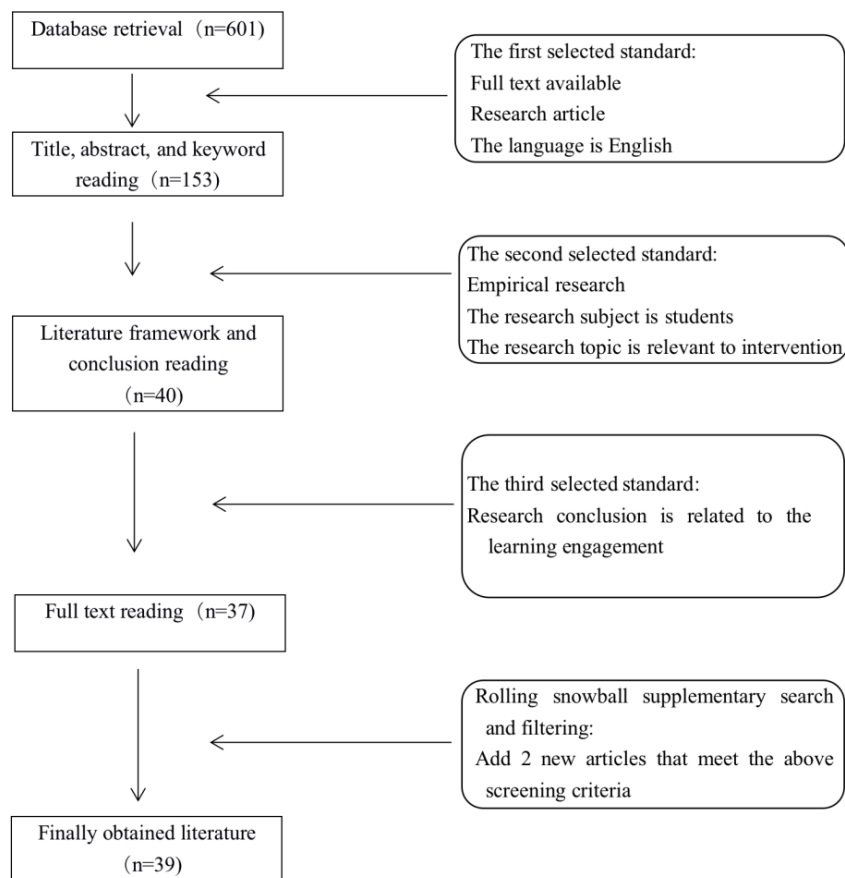 Database retrieval（n=601）
The first selected standard:
Full text available
Research article
The language is English
Title, abstract, and keyword
reading（n=153）
The second selected standard:
Empirical research
The research subject is students
The research topic is relevant to intervention
Literature framework and
conclusion reading
（n=40）
The third selected standard:
Research conclusion is related to the
learning engagement
Full text reading（n=37）
Rolling snowball supplementary search
and filtering:
Add 2 new articles that meet the above
screening criteria
Finally obtained literature
（n=39）